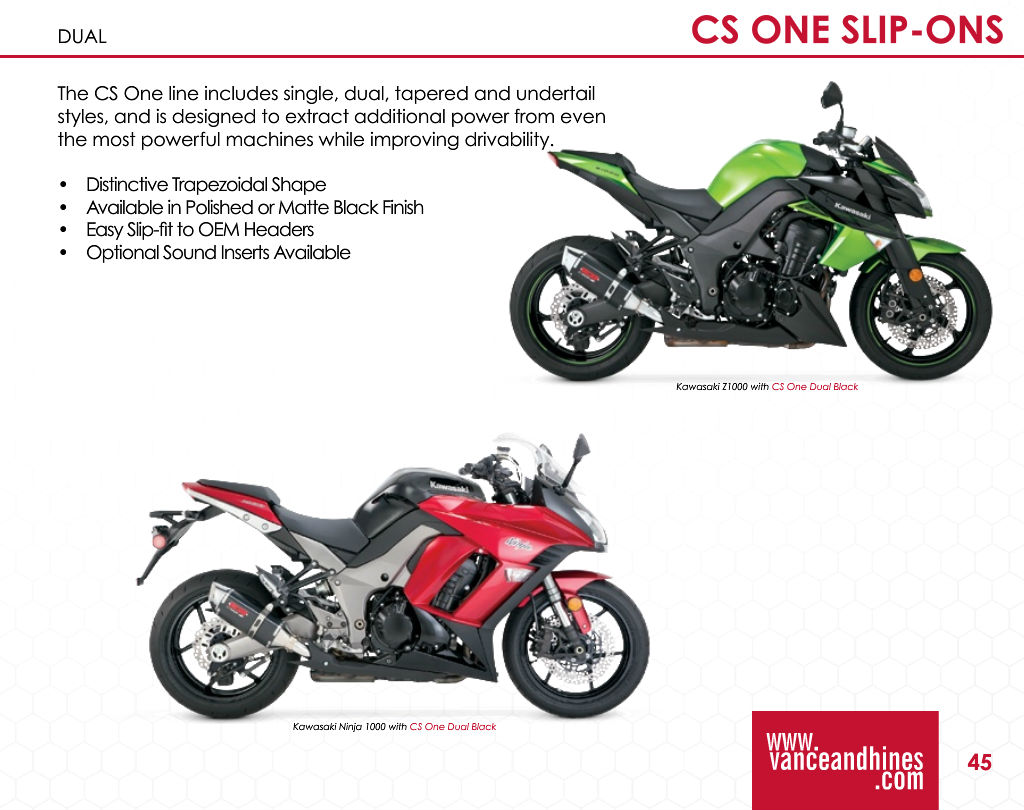 DUAL
CS ONE SLIP-ONS
The CS One line includes single, dual, tapered and undertail
styles, and is designed to extract additional power from even
the most powerful machines while improving drivability.
• Distinctive Trapezoidal Shape
• Available in Polished or Matte Black Finish
• Easy Slip-fit to OEM Headers
• Optional Sound Inserts Available
Kawasaki
Kawasaki Z1000 with CS One Dual Black
Kawasaki
Ninja
Kawasaki Ninja 1000 with CS One Dual Black
www.
vanceandhines
.com
45